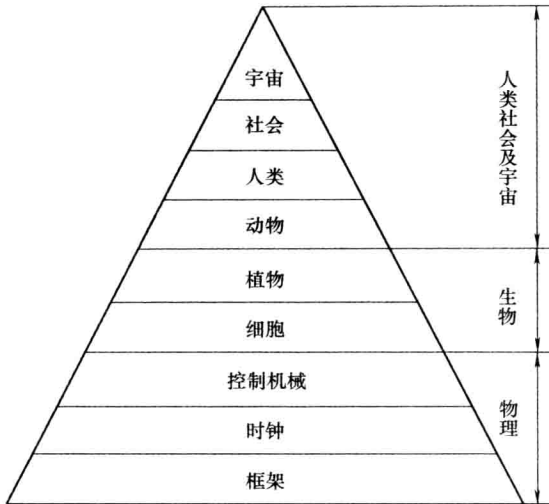 宇宙
社会
人类
动物
植物
细胞
控制机械
时钟
框架
人类社会及宇宙
生物
物理